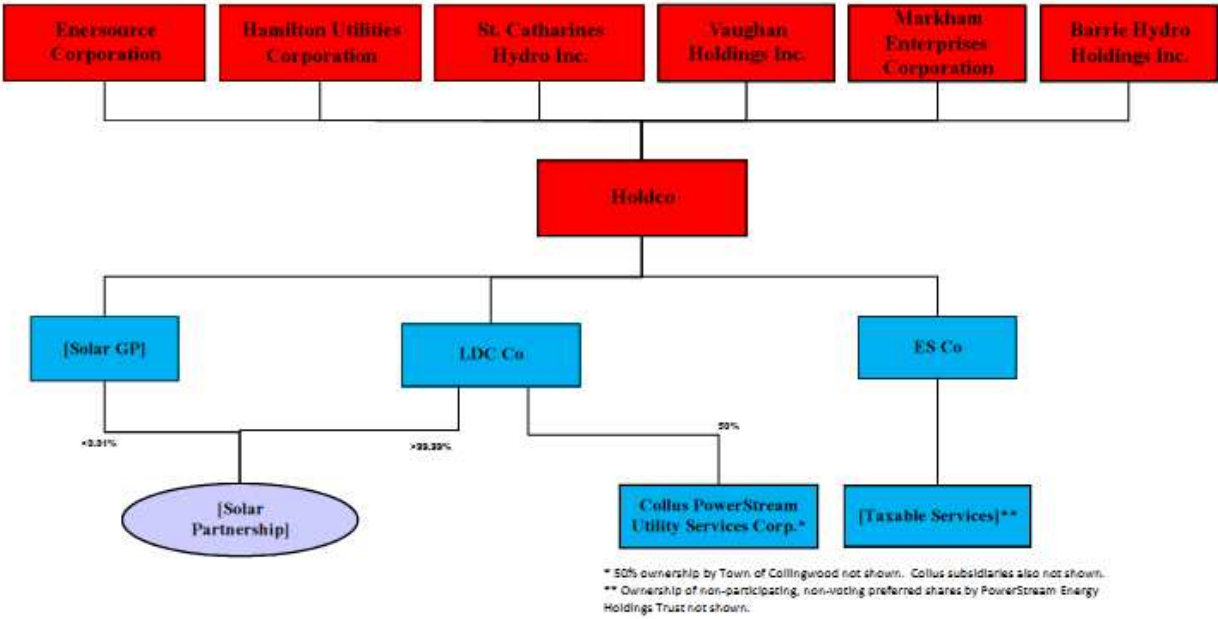 Enersource
Corporation
Hamilton Utilities
Corporation
St. Catharines
Hydro Inc.
Vaughan
Holdings Inc.
Markham
Enterprises
Corporation
Barrie Hydro
Holdings Inc.
Holdco
[Solar GP]
LDC Co
ES Co
<0.01%
>99.99%
50%
[Solar
Partnership]
Collus PowerStream
Utility Services Corp.*
[Taxable Services]**
* 50% ownership by Town of Collingwood not shown. Collus subsidiaries also not shown.
** Ownership of non-participating, non-voting preferred shares by PowerStream Energy
Holdings Trust not shown.